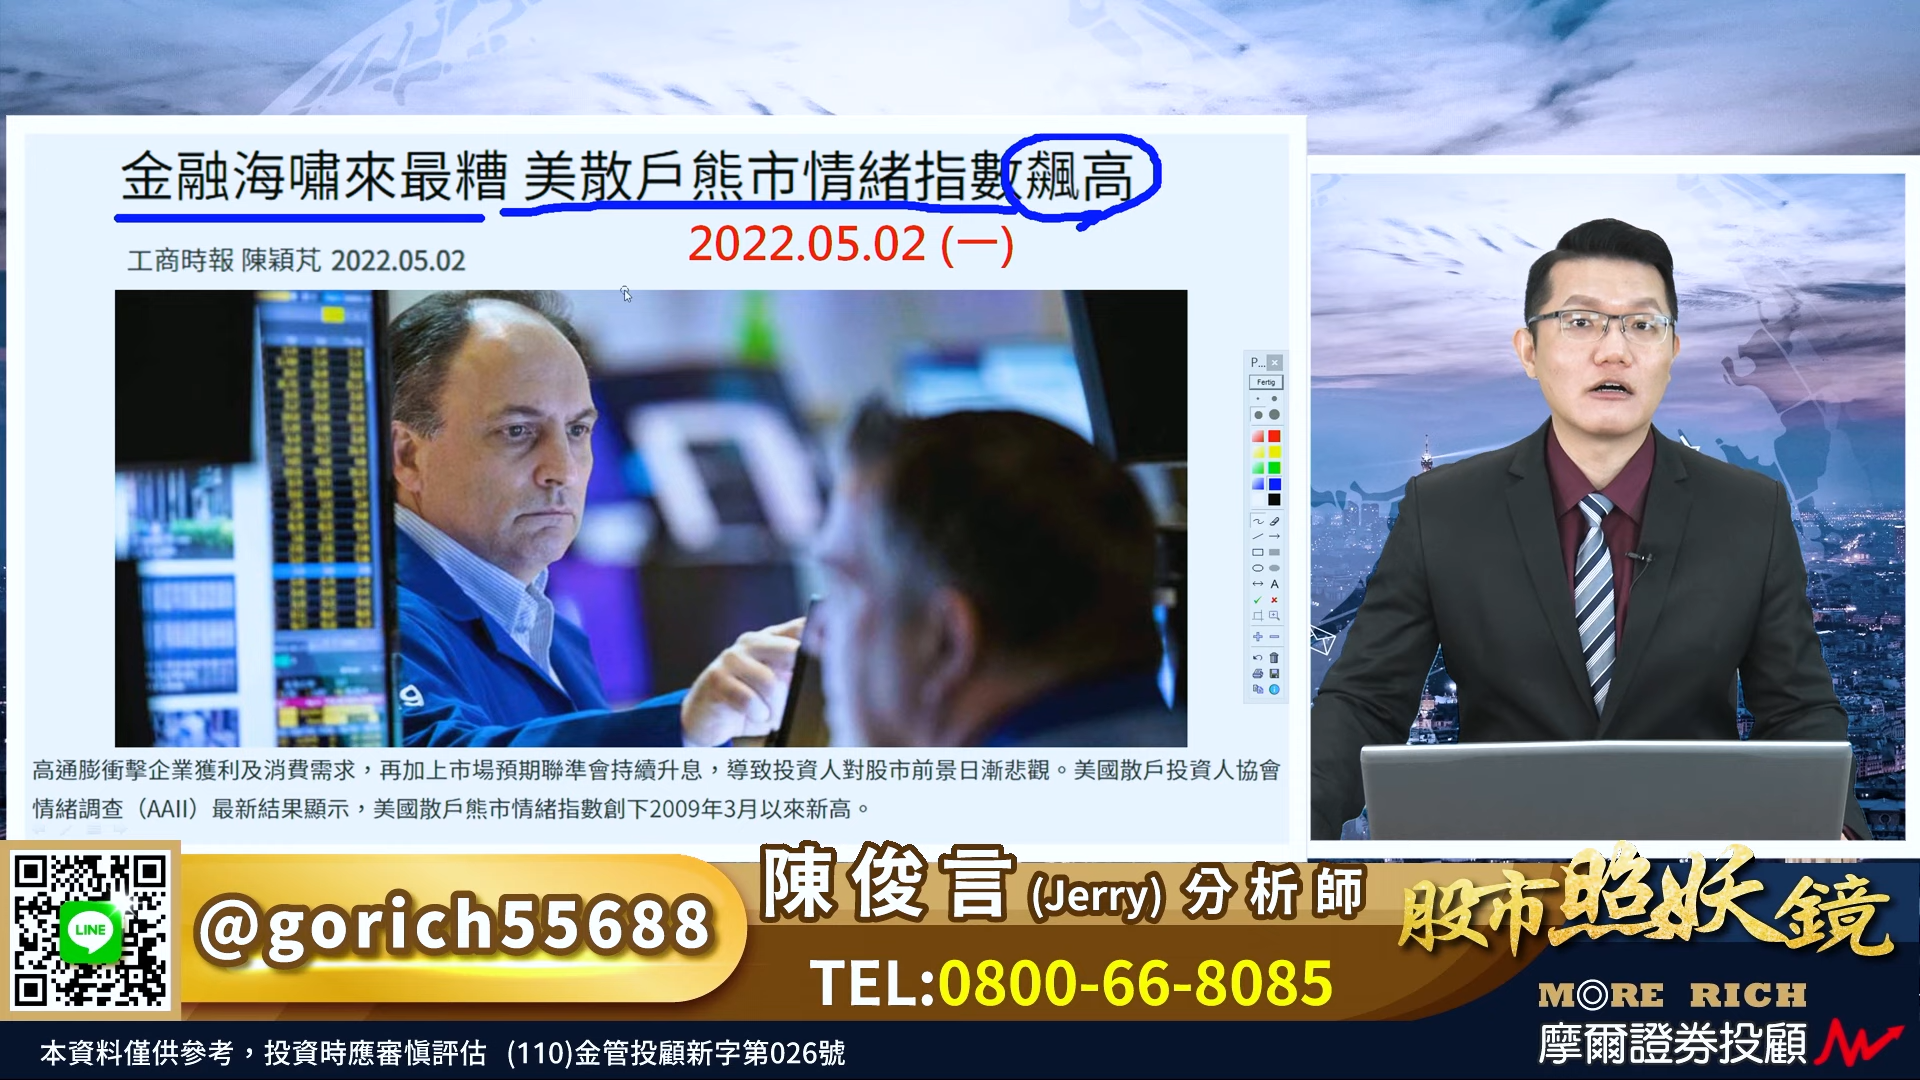 金融海嘯來最糟 美散戶熊市情緒指數飆高
2022.05.02 (一)
工商時報 陳穎芃 2022.05.02
P...
Fertig
A
高通膨衝擊企業獲利及消費需求，再加上市場預期聯準會持續升息，導致投資人對股市前景日漸悲觀。美國散戶投資人協會
情緒調查（AAII）最新結果顯示，美國散戶熊市情緒指數創下2009年3月以來新高。
LINE
@gorich55688
陳俊言(Jerry) 分析師
TEL:0800-66-8085
股市照妖鏡
MORE RICH
摩爾證券投顧
本資料僅供參考，投資時應審慎評估 (110)金管投顧新字第026號